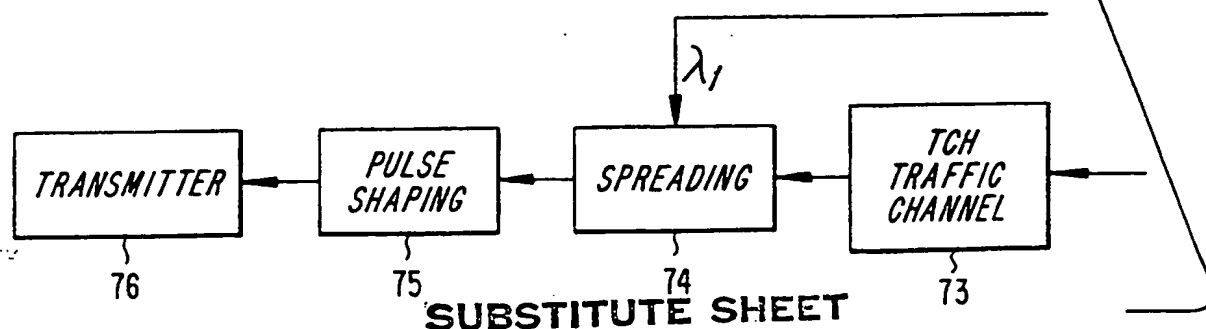 λ1
TRANSMITTER
PULSE
SHAPING
SPREADING
TCH
TRAFFIC
CHANNEL
76
75
74
73
SUBSTITUTE SHEET